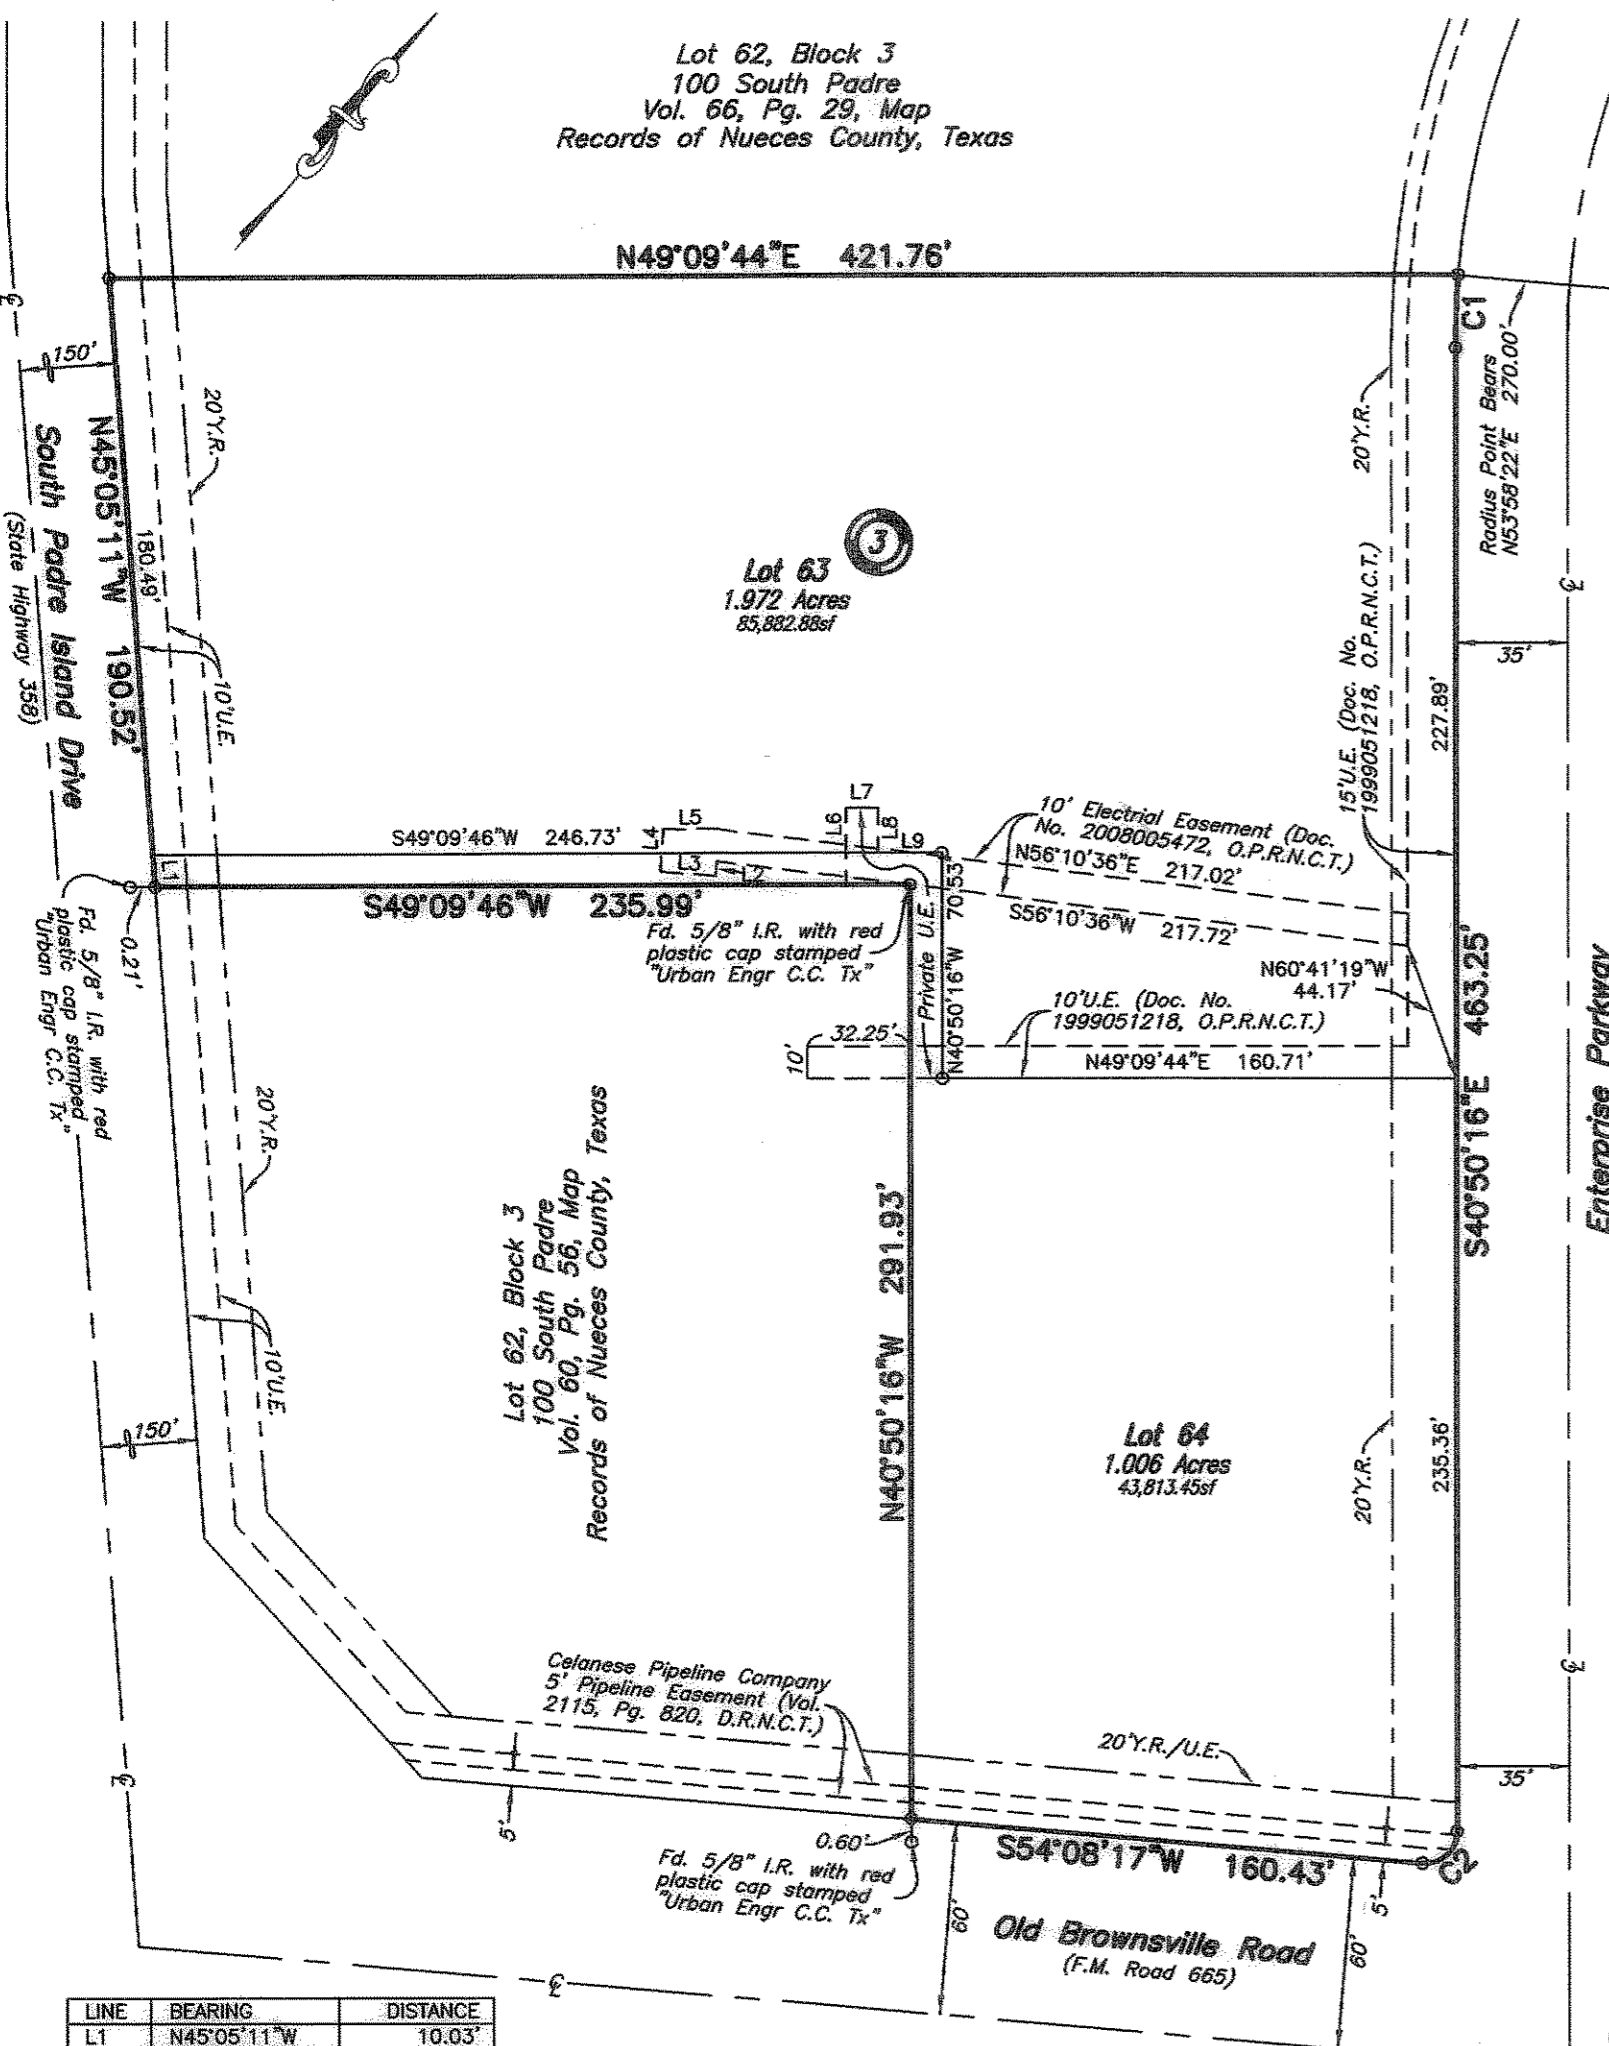 Lot 62, Block 3
100 South Padre
Vol. 66, Pg. 29, Map
Records of Nueces County, Texas
N49°09'44"E 421.76'
C1
Radius Point Bears
N53°58'22"E 270.00'
150'
South Padre Island Drive
(State Highway 358)
N45°05'11"W 190.52'
180.49'
20'Y.R.
10'U.E.
20'Y.R.
3
Lot 63
1.972 Acres
85,882.88sf
15'U.E. (Doc. No.
1999051218, O.P.R.N.C.T.)
227.89'
35'
S49°09'46"W 246.73'
L1
L2
L3
L4
L5
L6
L7
L8
L9
10' Electrial Easement (Doc.
No. 2008005472, O.P.R.N.C.T.)
N56°10'36"E 217.02'
S56°10'36"W 217.72'
S49°09'46"W 235.99'
Fd. 5/8" I.R. with red
plastic cap stamped
"Urban Engr C.C. Tx"
Private U.E.
N40°50'16"W 70.53'
N60°41'19"W
44.17'
10'U.E. (Doc. No.
1999051218, O.P.R.N.C.T.)
N49°09'44"E 160.71'
32.25'
10'
0.21'
Fd. 5/8" I.R. with red
plastic cap stamped
"Urban Engr C.C. Tx"
S40°50'16"E 463.25'
Enterprise Parkway
20'Y.R.
10'U.E.
150'
Lot 62, Block 3
100 South Padre
Vol. 60, Pg. 56, Map
Records of Nueces County, Texas
N40°50'16"W 291.93'
Lot 64
1.006 Acres
43,813.45sf
20'Y.R.
235.36'
Celanese Pipeline Company
5' Pipeline Easement (Vol.
2115, Pg. 820, D.R.N.C.T.)
20'Y.R./U.E.
35'
5'
0.60'
Fd. 5/8" I.R. with red
plastic cap stamped
"Urban Engr C.C. Tx"
S54°08'17"W 160.43'
C2
5'
60'
60'
Old Brownsville Road
(F.M. Road 665)
LINE BEARING DISTANCE
L1 N45°05'11"W 10.03'